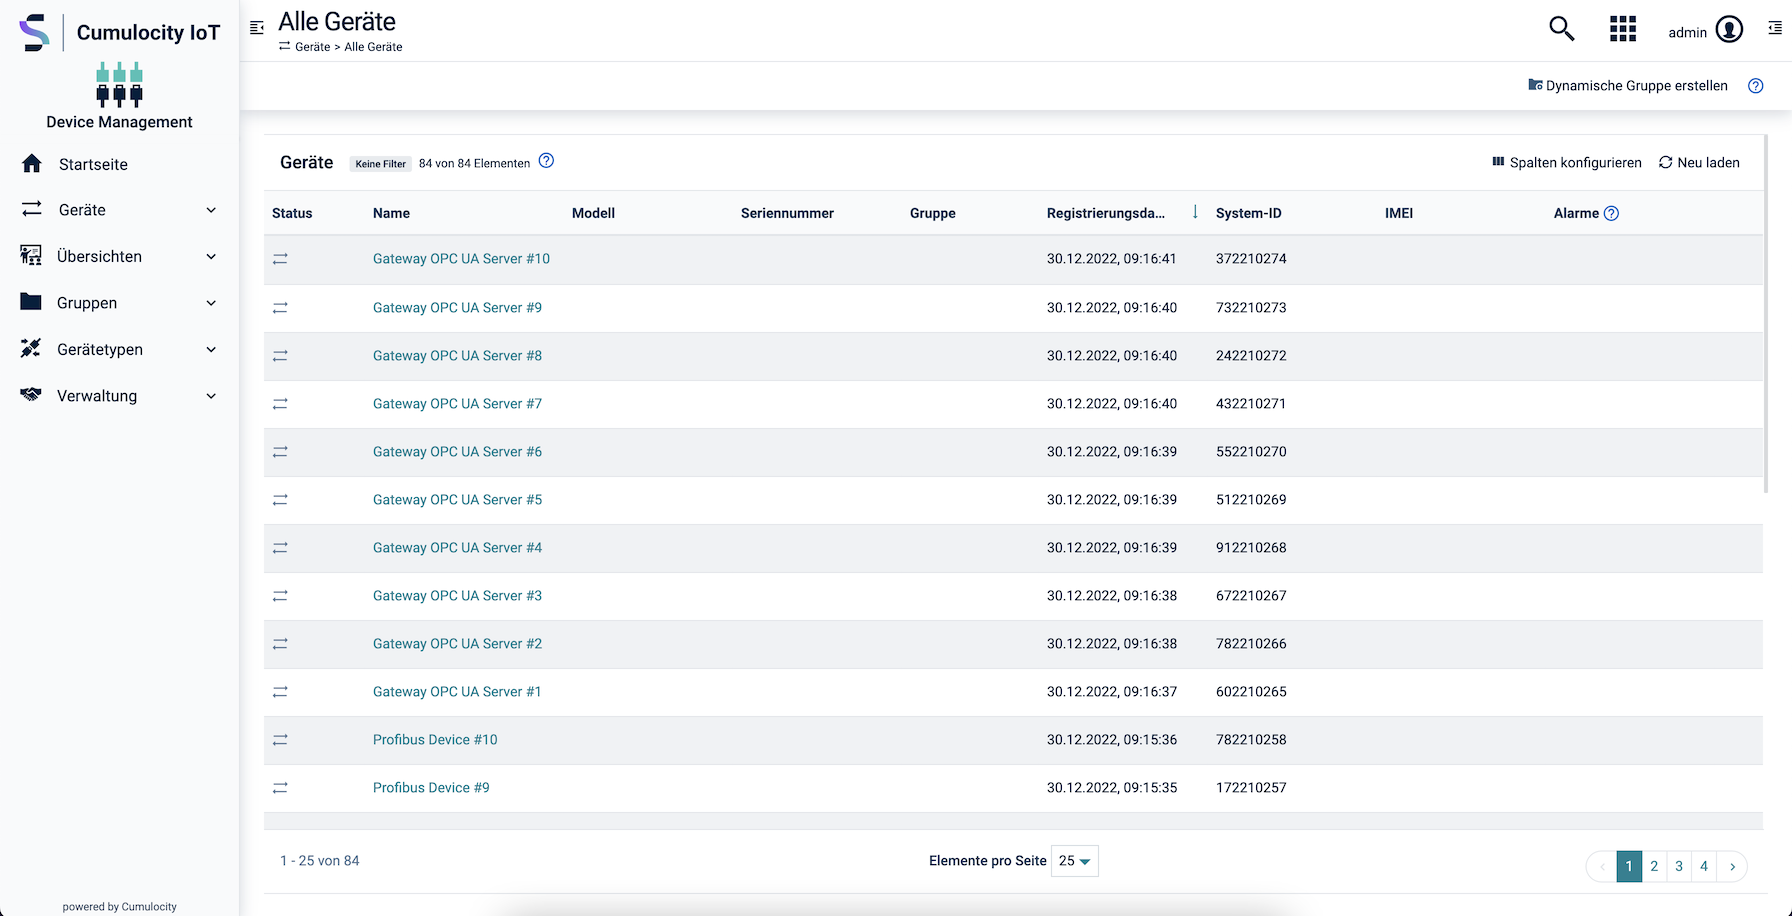 Cumulocity IoT
Device Management
Startseite
Geräte
Übersichten
Gruppen
Gerätetypen
Verwaltung
powered by Cumulocity
Alle Geräte
Geräte > Alle Geräte
admin
Dynamische Gruppe erstellen
Geräte Keine Filter 84 von 84 Elementen
Spalten konfigurieren Neu laden
Status Name Modell Seriennummer Gruppe Registrierungsda... System-ID IMEI Alarme
Gateway OPC UA Server #10 30.12.2022, 09:16:41 372210274
Gateway OPC UA Server #9 30.12.2022, 09:16:40 732210273
Gateway OPC UA Server #8 30.12.2022, 09:16:40 242210272
Gateway OPC UA Server #7 30.12.2022, 09:16:40 432210271
Gateway OPC UA Server #6 30.12.2022, 09:16:39 552210270
Gateway OPC UA Server #5 30.12.2022, 09:16:39 512210269
Gateway OPC UA Server #4 30.12.2022, 09:16:39 912210268
Gateway OPC UA Server #3 30.12.2022, 09:16:38 672210267
Gateway OPC UA Server #2 30.12.2022, 09:16:38 782210266
Gateway OPC UA Server #1 30.12.2022, 09:16:37 602210265
Profibus Device #10 30.12.2022, 09:15:36 782210258
Profibus Device #9 30.12.2022, 09:15:35 172210257
1 - 25 von 84 Elemente pro Seite 25 < 1 2 3 4 >